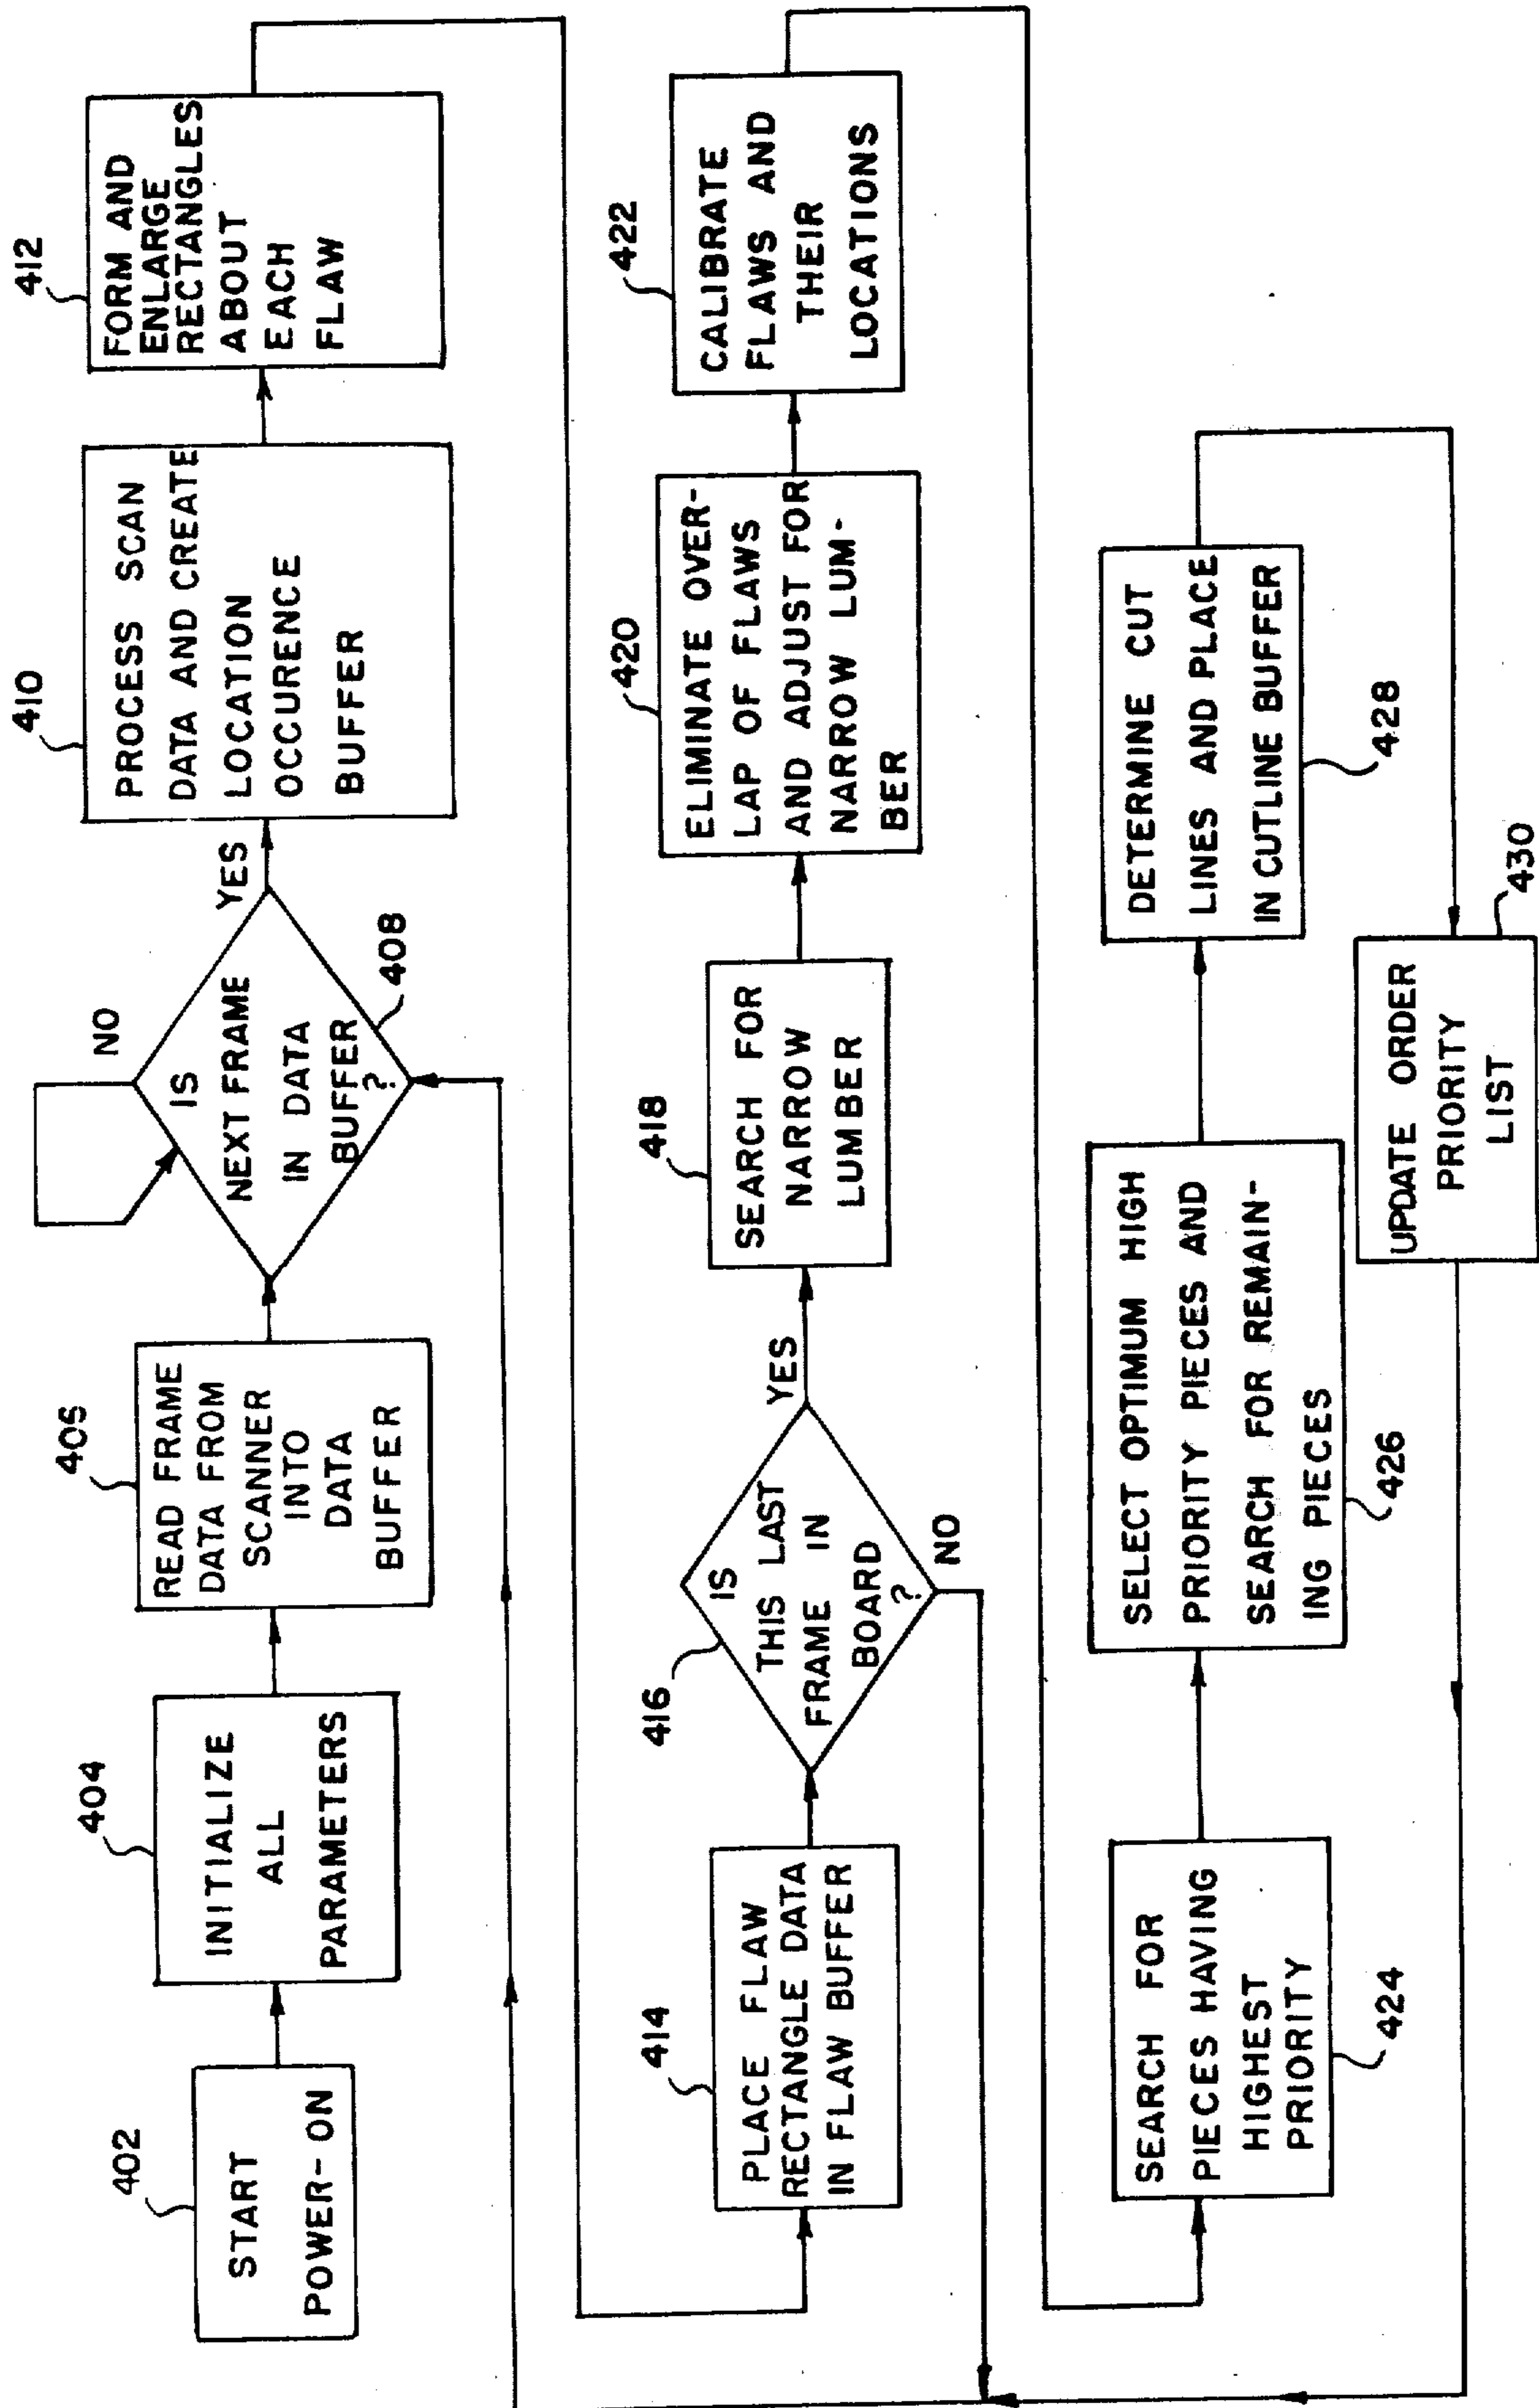 402
START
POWER-ON
404
INITIALIZE
ALL
PARAMETERS
405
READ FRAME
DATA FROM
SCANNER
INTO
DATA
BUFFER
408
IS
NEXT FRAME
IN DATA
BUFFER
?
NO
YES
410
PROCESS SCAN
DATA AND CREATE
LOCATION
OCCURENCE
BUFFER
412
FORM AND
ENLARGE
RECTANGLES
ABOUT
EACH
FLAW
414
PLACE FLAW
RECTANGLE DATA
IN FLAW BUFFER
416
IS
THIS LAST
FRAME IN
BOARD
?
NO
YES
418
SEARCH FOR
NARROW
LUMBER
420
ELIMINATE OVER-
LAP OF FLAWS
AND ADJUST FOR
NARROW LUM-
BER
422
CALIBRATE
FLAWS AND
THEIR
LOCATIONS
SEARCH FOR
PIECES HAVING
HIGHEST
PRIORITY
424
SELECT OPTIMUM HIGH
PRIORITY PIECES AND
SEARCH FOR REMAIN-
ING PIECES
426
DETERMINE CUT
LINES AND PLACE
IN CUTLINE BUFFER
428
430
UPDATE ORDER
PRIORITY
LIST